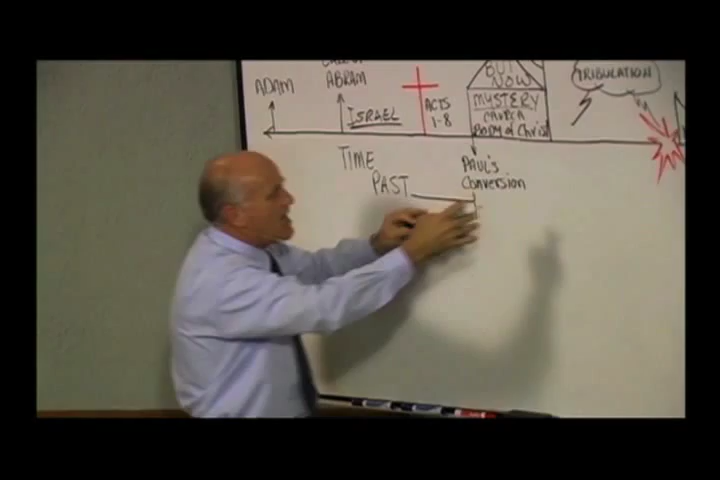 ADAM
ABRAM
ISRAEL
ACTS
1-8
BUT
NOW
MYSTERY
CHURCH
BODY of CHRIST
TRIBULATION
TIME
PAST
PAUL'S
CONVERSION